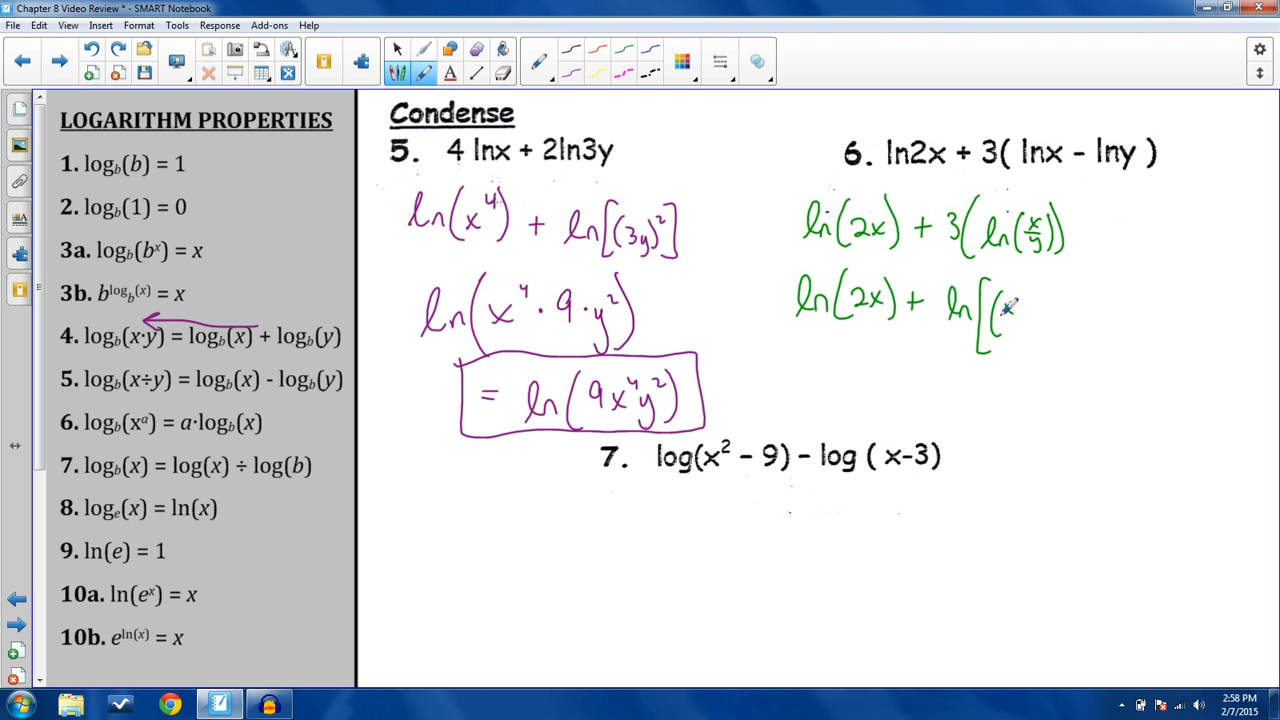 Chapter 8 Video Review * - SMART Notebook
File Edit View Insert Format Tools Response Add-ons Help
LOGARITHM PROPERTIES
1. log_b(b) = 1
2. log_b(1) = 0
3a. log_b(b^x) = x
3b. b^{log_b(x)} = x
4. log_b(x·y) = log_b(x) + log_b(y)
5. log_b(x÷y) = log_b(x) - log_b(y)
6. log_b(x^a) = a·log_b(x)
7. log_b(x) = log(x) ÷ log(b)
8. log_e(x) = ln(x)
9. ln(e) = 1
10a. ln(e^x) = x
10b. e^{ln(x)} = x
Condense
5. 4 lnx + 2ln3y
ln(x^4) + ln[(3y)^2]
ln(x^4 · 9 · y^2)
= ln(9x^4y^2)
6. ln2x + 3( lnx - lny )
ln(2x) + 3(ln(x/y))
ln(2x) + ln[(x
7. log(x² - 9) - log ( x-3)
2:58 PM
2/7/2015